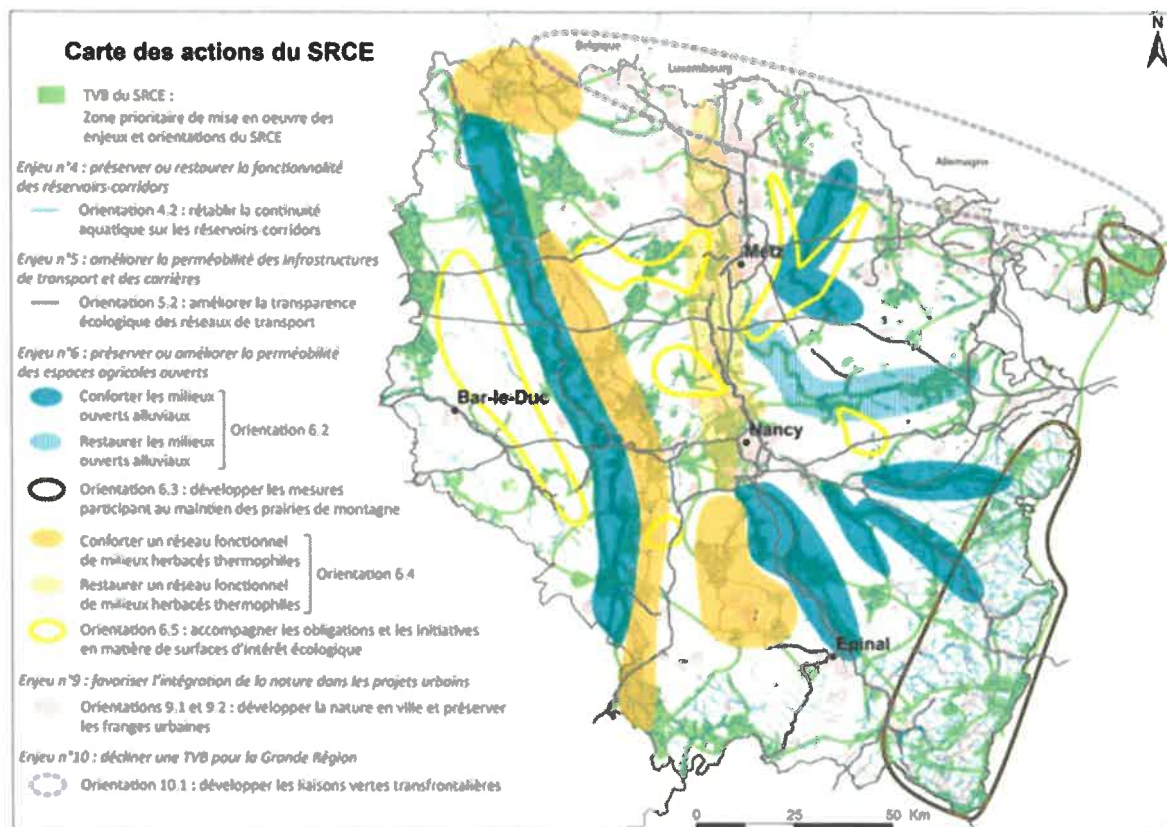 Carte des actions du SRCE
TVB du SRCE :
Zone prioritaire de mise en oeuvre des
enjeux et orientations du SRCE
Enjeu n°4 : préserver ou restaurer la fonctionnalité
des réservoirs-corridors
Orientation 4.2 : rétablir la continuité
aquatique sur les réservoirs-corridors
Enjeu n°5 : améliorer la perméabilité des infrastructures
de transport et des carrières
Orientation 5.2 : améliorer la transparence
écologique des réseaux de transport
Enjeu n°6 : préserver ou améliorer la perméabilité
des espaces agricoles ouverts
Conforter les milieux
ouverts alluviaux
Orientation 6.2
Restaurer les milieux
ouverts alluviaux
Orientation 6.3 : développer les mesures
participant au maintien des prairies de montagne
Conforter un réseau fonctionnel
de milieux herbacés thermophiles
Orientation 6.4
Restaurer un réseau fonctionnel
de milieux herbacés thermophiles
Orientation 6.5 : accompagner les obligations et les initiatives
en matière de surfaces d'intérêt écologique
Enjeu n°9 : favoriser l'intégration de la nature dans les projets urbains
Orientations 9.1 et 9.2 : développer la nature en ville et préserver
les franges urbaines
Enjeu n°10 : décliner une TVB pour la Grande Région
Orientation 10.1 : développer les liaisons vertes transfrontalières
N
Belgique
Luxembourg
Allemagne
Metz
Bar-le-Duc
Nancy
Epinal
0 25 50 Km